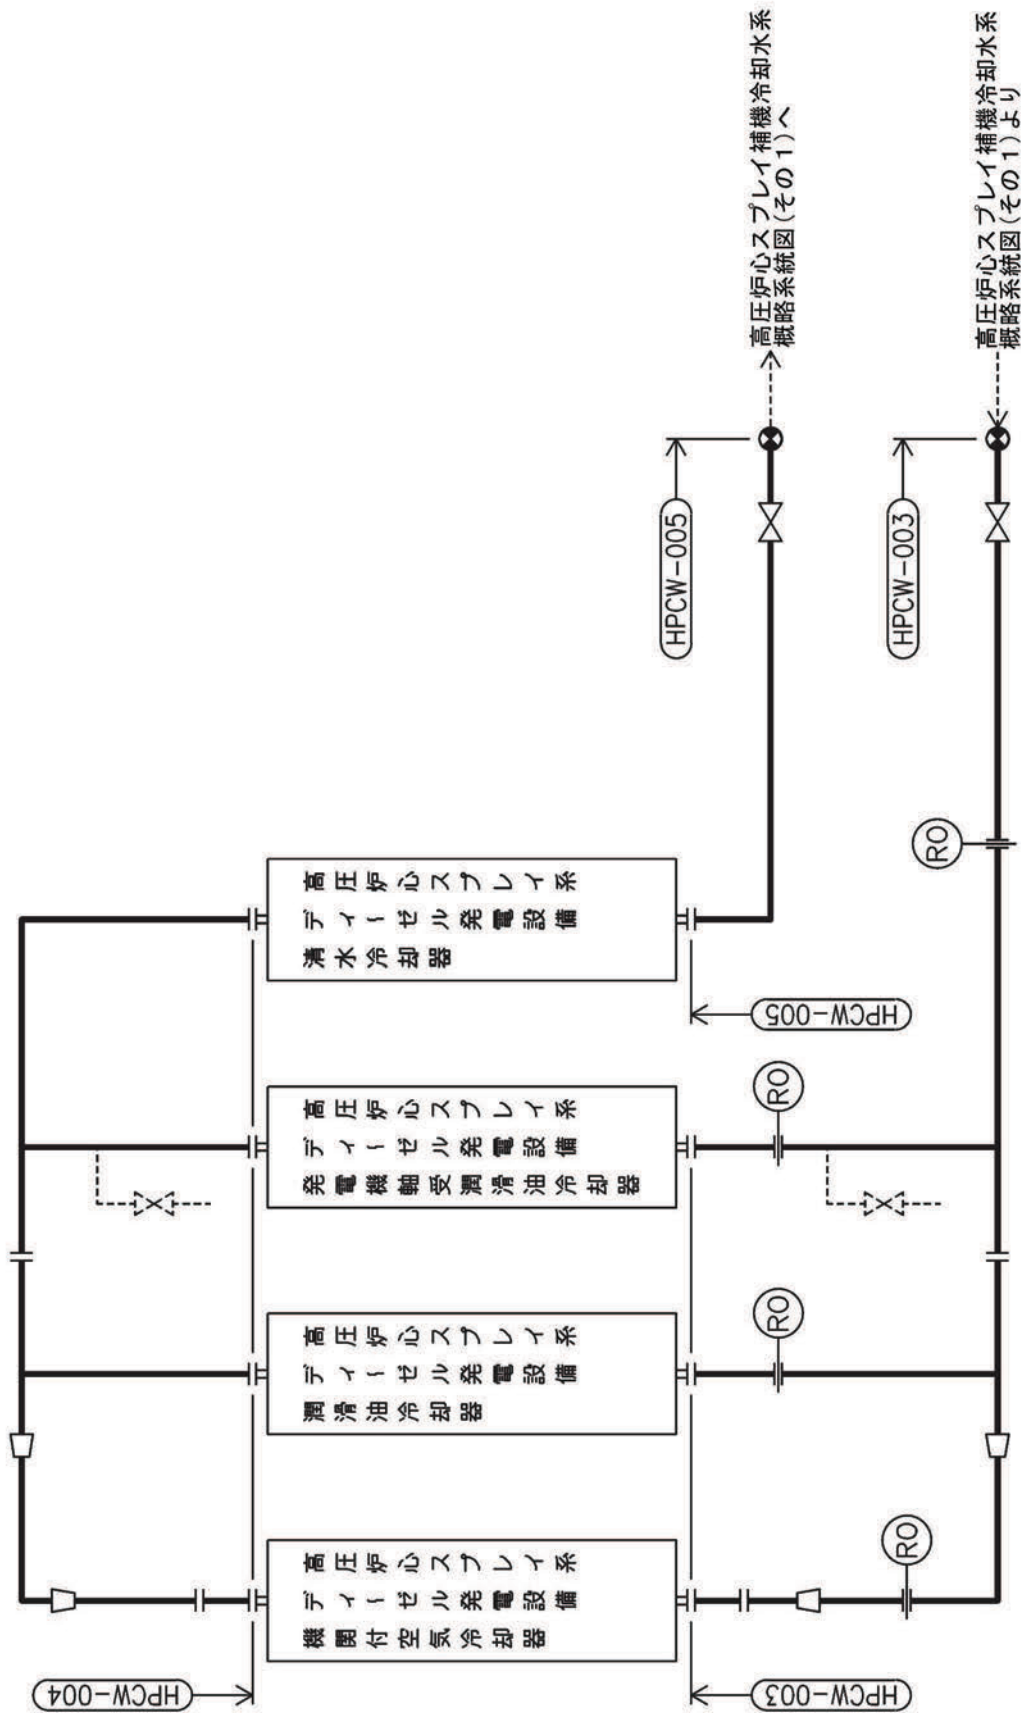 高圧炉心スプレイ補機冷却水系
概略系統図(その1)へ
高圧炉心スプレイ補機冷却水系
概略系統図(その1)より
HPCW-005
HPCW-003
RO
高圧炉心スプレイ系
ディーゼル発電設備
清水冷却器
HPCW-005
高圧炉心スプレイ系
ディーゼル発電設備
発電機軸受潤滑油冷却器
RO
高圧炉心スプレイ系
ディーゼル発電設備
潤滑油冷却器
RO
高圧炉心スプレイ系
ディーゼル発電設備
機関付空気冷却器
RO
HPCW-004
HPCW-003